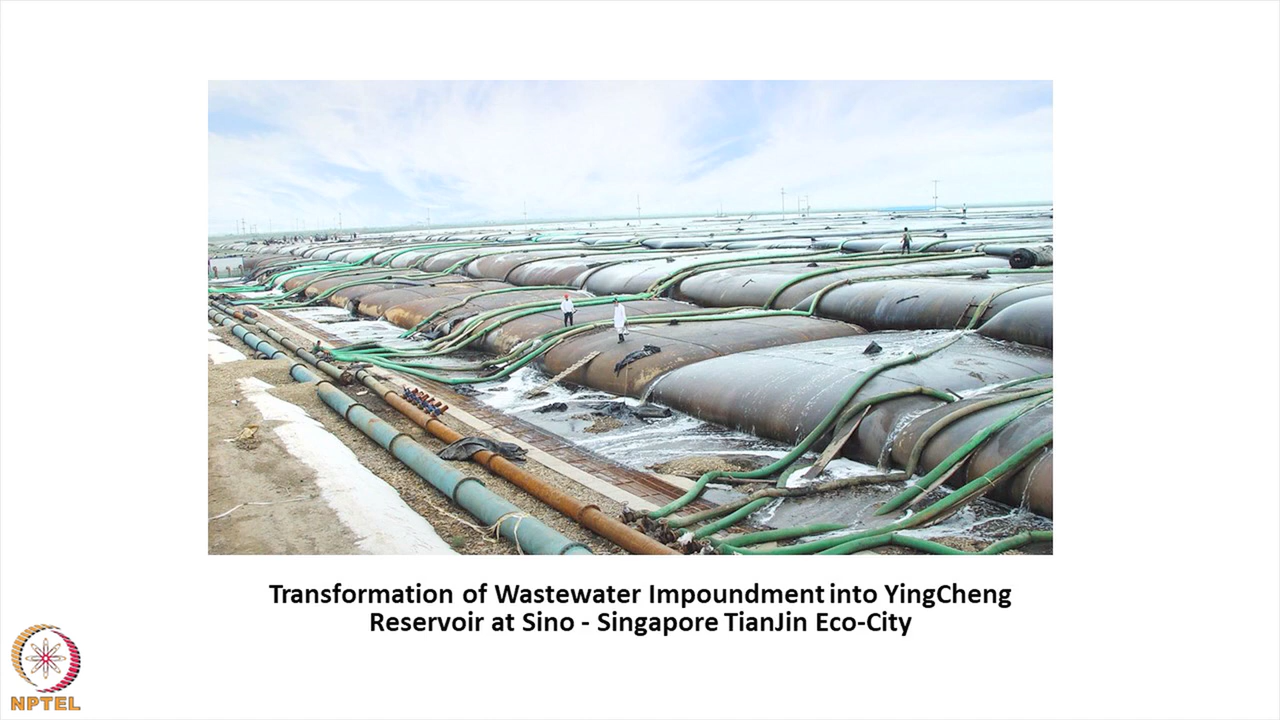 Transformation of Wastewater Impoundment into YingCheng
Reservoir at Sino - Singapore TianJin Eco-City
NPTEL